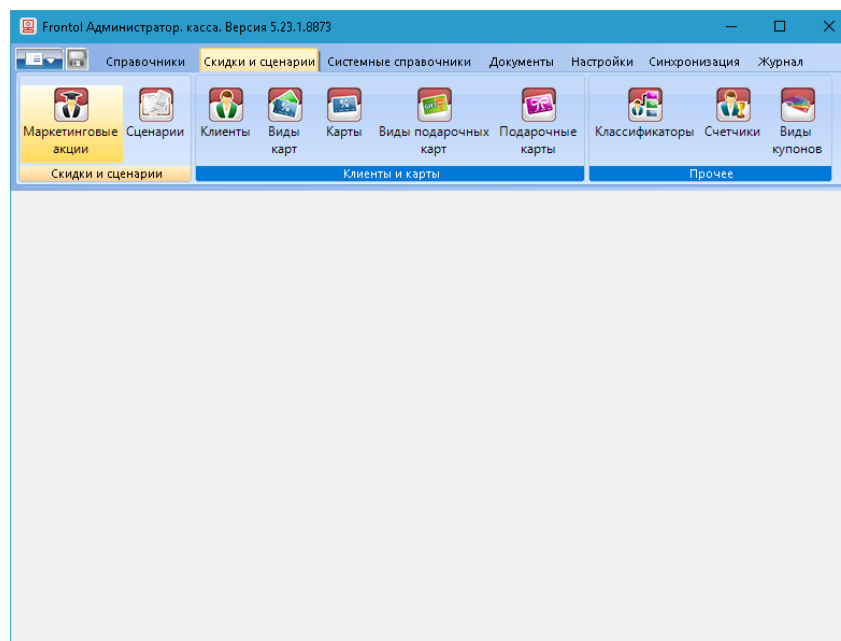 Frontol Администратор. касса. Версия 5.23.1.8873
Справочники Скидки и сценарии Системные справочники Документы Настройки Синхронизация Журнал
Маркетинговые акции
Сценарии
Клиенты
Виды карт
Карты
Виды подарочных карт
Подарочные карты
Классификаторы
Счетчики
Виды купонов
Скидки и сценарии Клиенты и карты Прочее